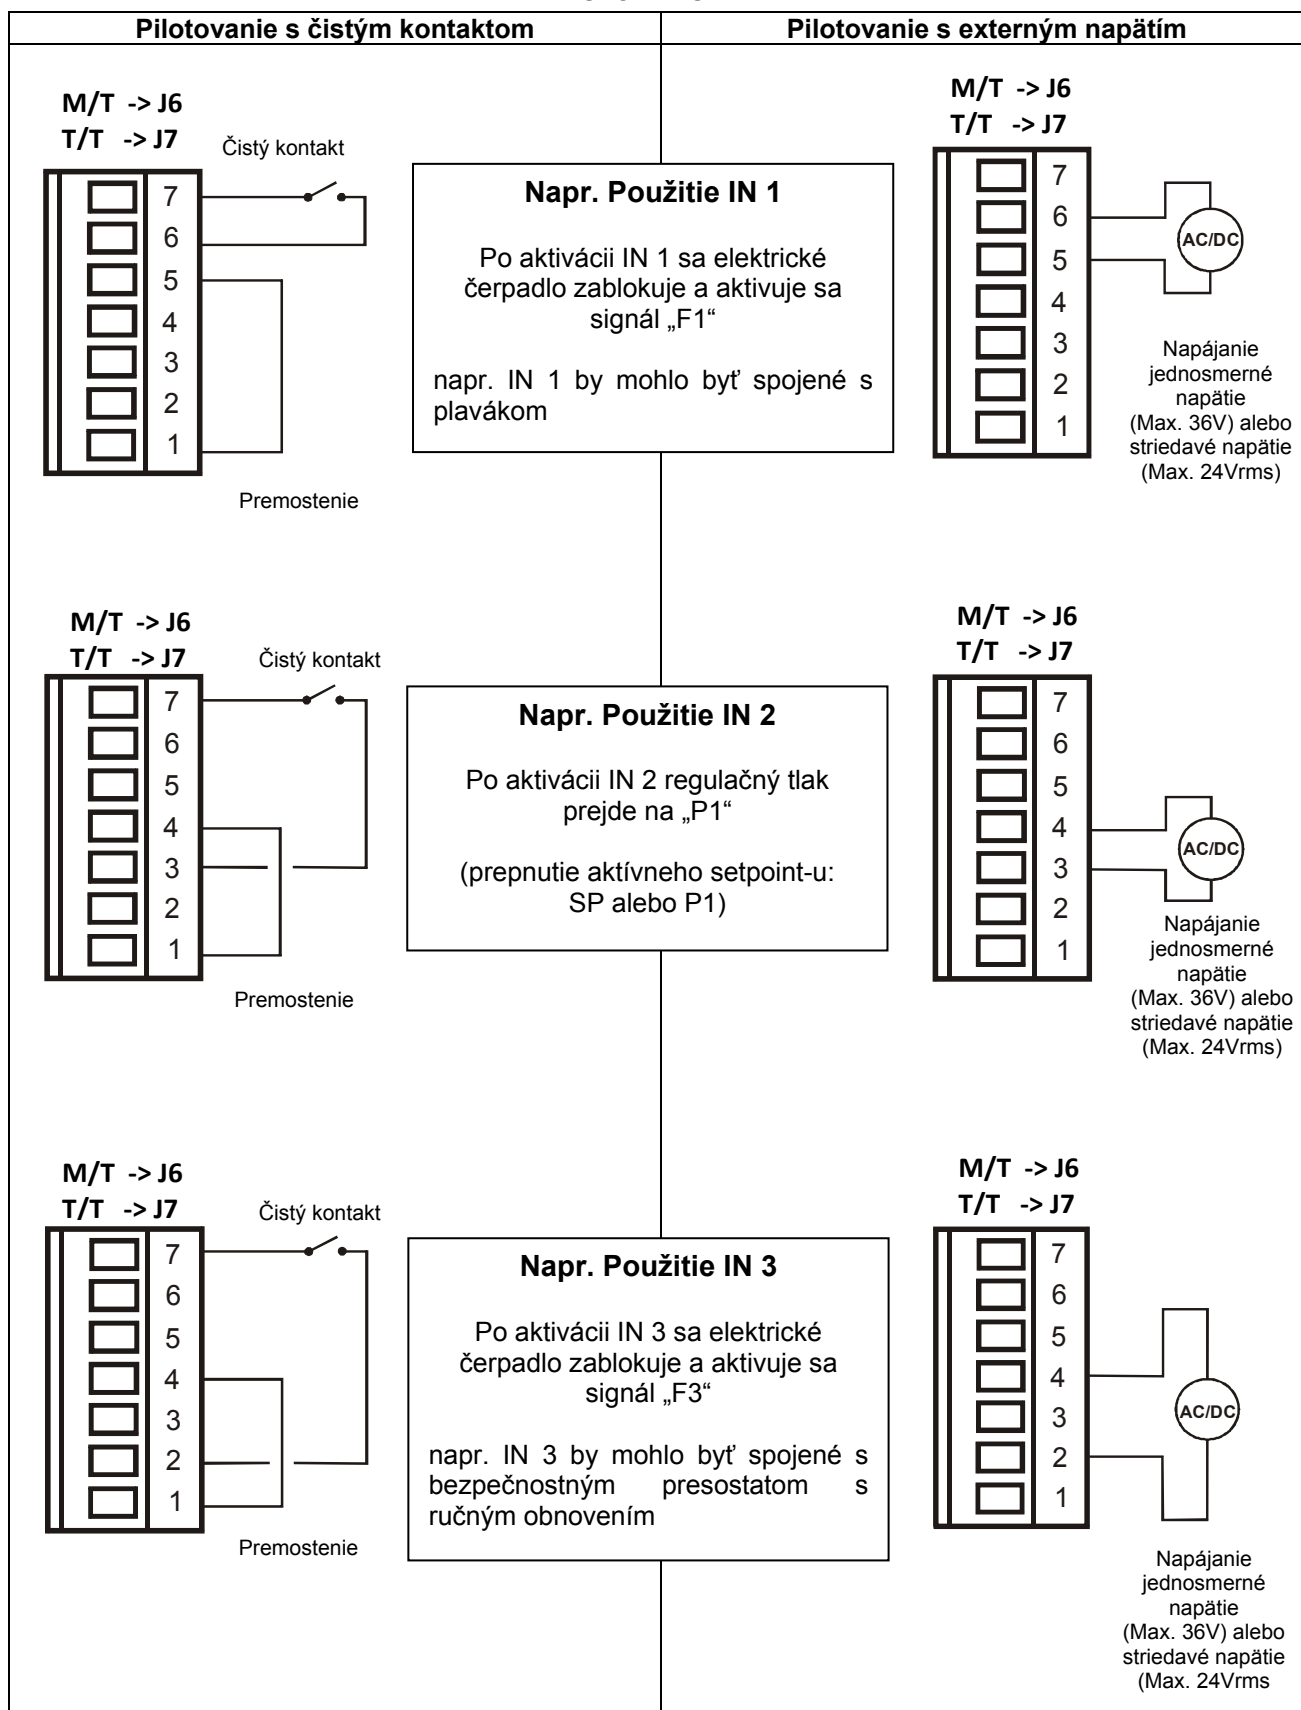 Pilotovanie s čistým kontaktom
Pilotovanie s externým napätím
M/T -> J6
T/T -> J7
Čistý kontakt
7
6
5
4
3
2
1
Premostenie
Napr. Použitie IN 1
Po aktivácii IN 1 sa elektrické
čerpadlo zablokuje a aktivuje sa
signál „F1“
napr. IN 1 by mohlo byť spojené s
plavákom
M/T -> J6
T/T -> J7
7
6
5
4
3
2
1
AC/DC
Napájanie
jednosmerné
napätie
(Max. 36V) alebo
striedavé napätie
(Max. 24Vrms)
M/T -> J6
T/T -> J7
Čistý kontakt
7
6
5
4
3
2
1
Premostenie
Napr. Použitie IN 2
Po aktivácii IN 2 regulačný tlak
prejde na „P1“
(prepnutie aktívneho setpoint-u:
SP alebo P1)
M/T -> J6
T/T -> J7
7
6
5
4
3
2
1
AC/DC
Napájanie
jednosmerné
napätie
(Max. 36V) alebo
striedavé napätie
(Max. 24Vrms)
M/T -> J6
T/T -> J7
Čistý kontakt
7
6
5
4
3
2
1
Premostenie
Napr. Použitie IN 3
Po aktivácii IN 3 sa elektrické
čerpadlo zablokuje a aktivuje sa
signál „F3“
napr. IN 3 by mohlo byť spojené s
bezpečnostným presostatom s
ručným obnovením
M/T -> J6
T/T -> J7
7
6
5
4
3
2
1
AC/DC
Napájanie
jednosmerné
napätie
(Max. 36V) alebo
striedavé napätie
(Max. 24Vrms